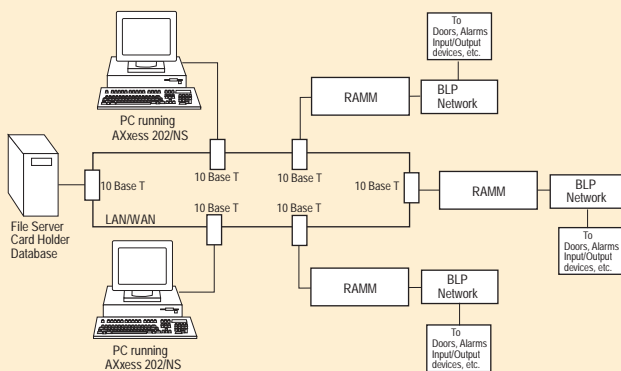 To
Doors, Alarms
Input/Output
devices, etc.
RAMM
BLP
Network
PC running
AXxess 202/NS
10 Base T
10 Base T
10 Base T
10 Base T
RAMM
BLP
Network
File Server
Card Holder
Database
LAN/WAN
10 Base T
10 Base T
To
Doors, Alarms
Input/Output
devices, etc.
RAMM
BLP
Network
PC running
AXxess 202/NS
To
Doors, Alarms
Input/Output
devices, etc.